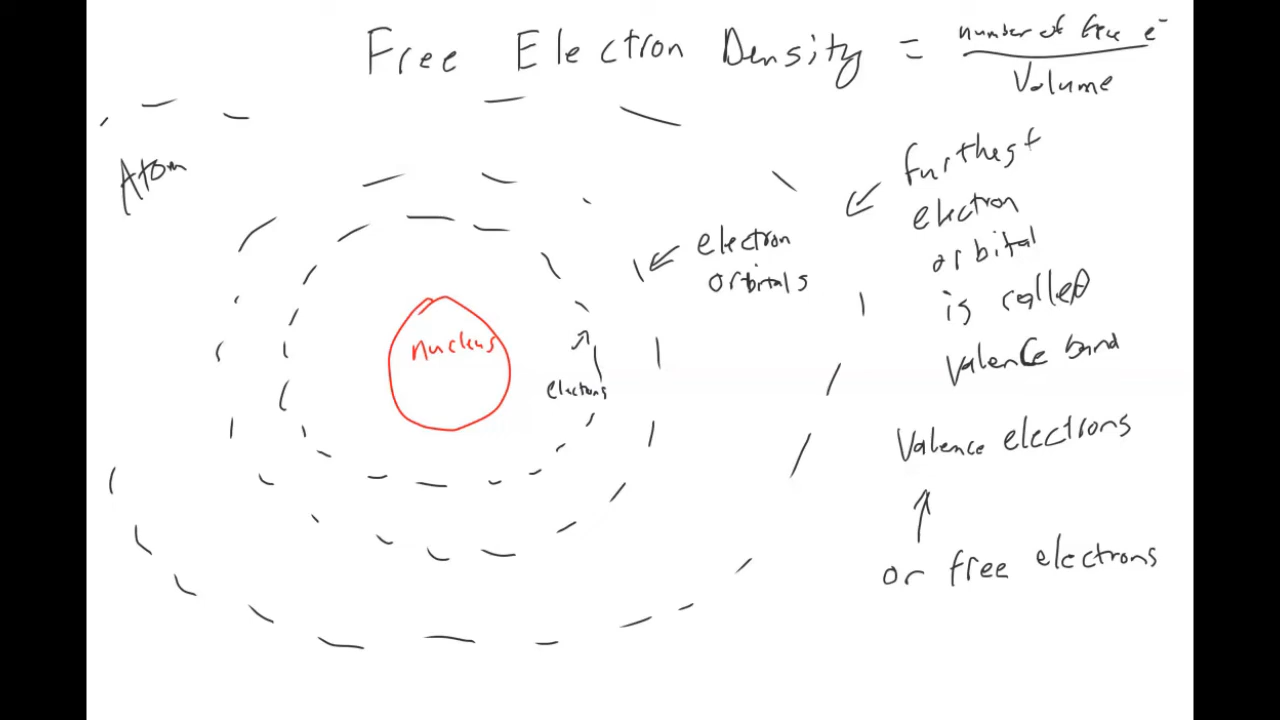 Free Electron Density = number of free e⁻
Volume
Atom
electron
orbitals
furthest
electron
orbital
is called
valence band
nucleus
electrons
Valence electrons
or free electrons